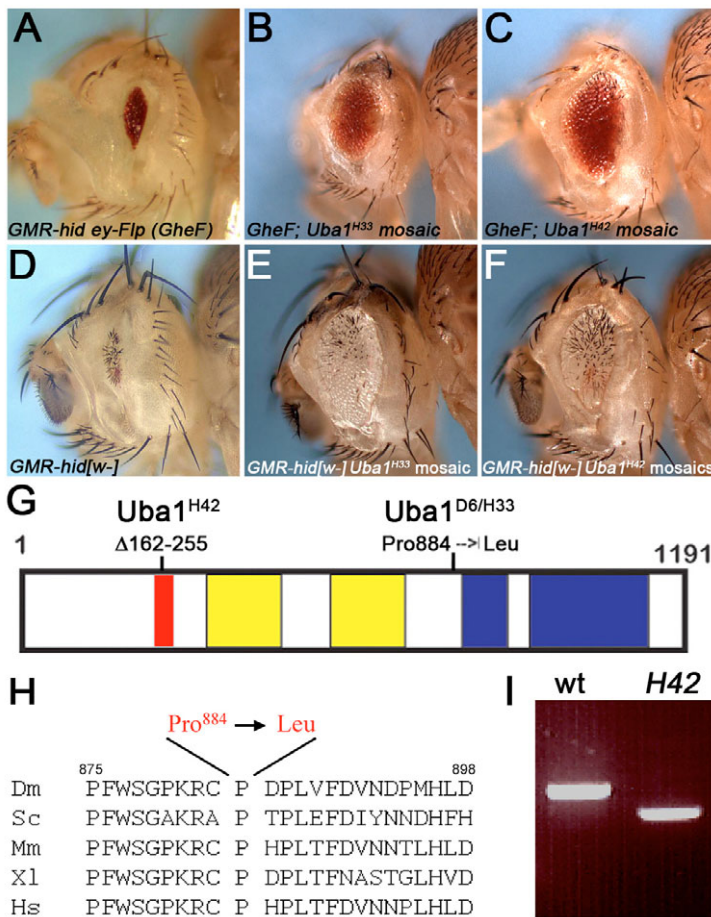 A
B
C
GMR-hid ey-Flp (GheF)
GheF; Uba1H33 mosaic
GheF; Uba1H42 mosaic
D
E
F
GMR-hid[w-]
GMR-hid[w-] Uba1H33 mosaic
GMR-hid[w-] Uba1H42 mosaics
G
Uba1H42
Uba1D6/H33
1
Δ162-255
Pro884 -->| Leu
1191
H
Pro884 → Leu
875
898
Dm PFWSGPKRC P DPLVFDVNDPMHLD
Sc PFWSGAKRA P TPLEFDIYNNDHFH
Mm PFWSGPKRC P HPLTFDVNNTLHLD
Xl PFWSGPKRC P DPLTFNASTGLHVD
Hs PFWSGPKRC P HPLTFDVNNPLHLD
I
wt
H42